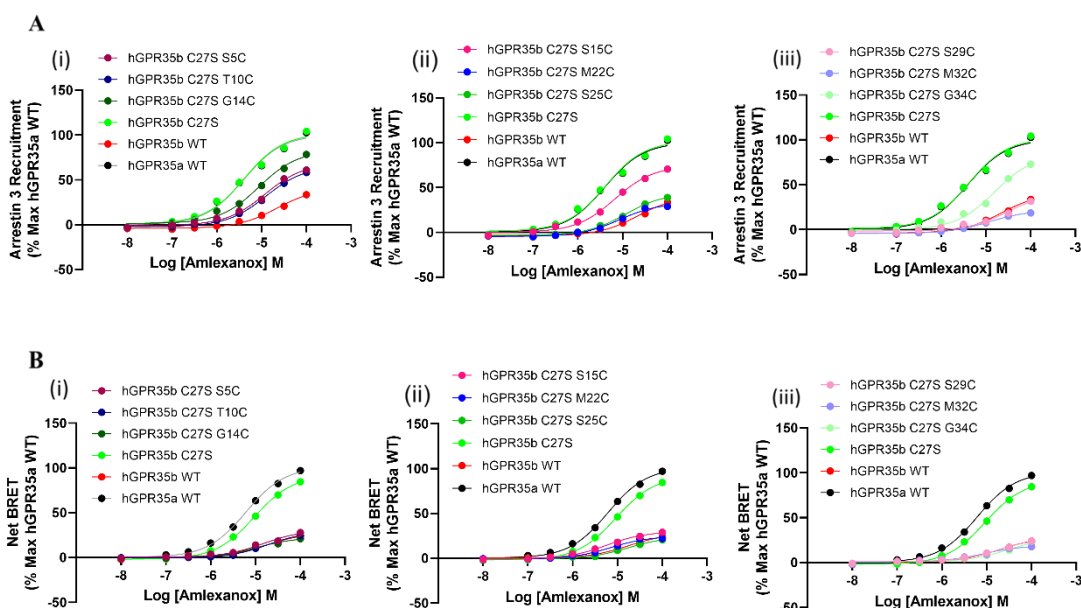 A
(i)
hGPR35b C27S S5C
hGPR35b C27S T10C
hGPR35b C27S G14C
hGPR35b C27S
hGPR35b WT
hGPR35a WT
Arrestin 3 Recruitment
(% Max hGPR35a WT)
150
100
50
0
-50
-8 -7 -6 -5 -4 -3
Log [Amlexanox] M
(ii)
hGPR35b C27S S15C
hGPR35b C27S M22C
hGPR35b C27S S25C
hGPR35b C27S
hGPR35b WT
hGPR35a WT
Arrestin 3 Recruitment
(% Max hGPR35a WT)
150
100
50
0
-50
-8 -7 -6 -5 -4 -3
Log [Amlexanox] M
(iii)
hGPR35b C27S S29C
hGPR35b C27S M32C
hGPR35b C27S G34C
hGPR35b C27S
hGPR35b WT
hGPR35a WT
Arrestin 3 Recruitment
(% Max hGPR35a WT)
150
100
50
0
-50
-8 -7 -6 -5 -4 -3
Log [Amlexanox] M
B
(i)
hGPR35b C27S S5C
hGPR35b C27S T10C
hGPR35b C27S G14C
hGPR35b C27S
hGPR35b WT
hGPR35a WT
Net BRET
(% Max hGPR35a WT)
150
100
50
0
-50
-8 -7 -6 -5 -4 -3
Log [Amlexanox] M
(ii)
hGPR35b C27S S15C
hGPR35b C27S M22C
hGPR35b C27S S25C
hGPR35b C27S
hGPR35b WT
hGPR35a WT
Net BRET
(% Max hGPR35a WT)
150
100
50
0
-50
-8 -7 -6 -5 -4 -3
Log [Amlexanox] M
(iii)
hGPR35b C27S S29C
hGPR35b C27S M32C
hGPR35b C27S G34C
hGPR35b C27S
hGPR35b WT
hGPR35a WT
Net BRET
(% Max hGPR35a WT)
150
100
50
0
-50
-8 -7 -6 -5 -4 -3
Log [Amlexanox] M